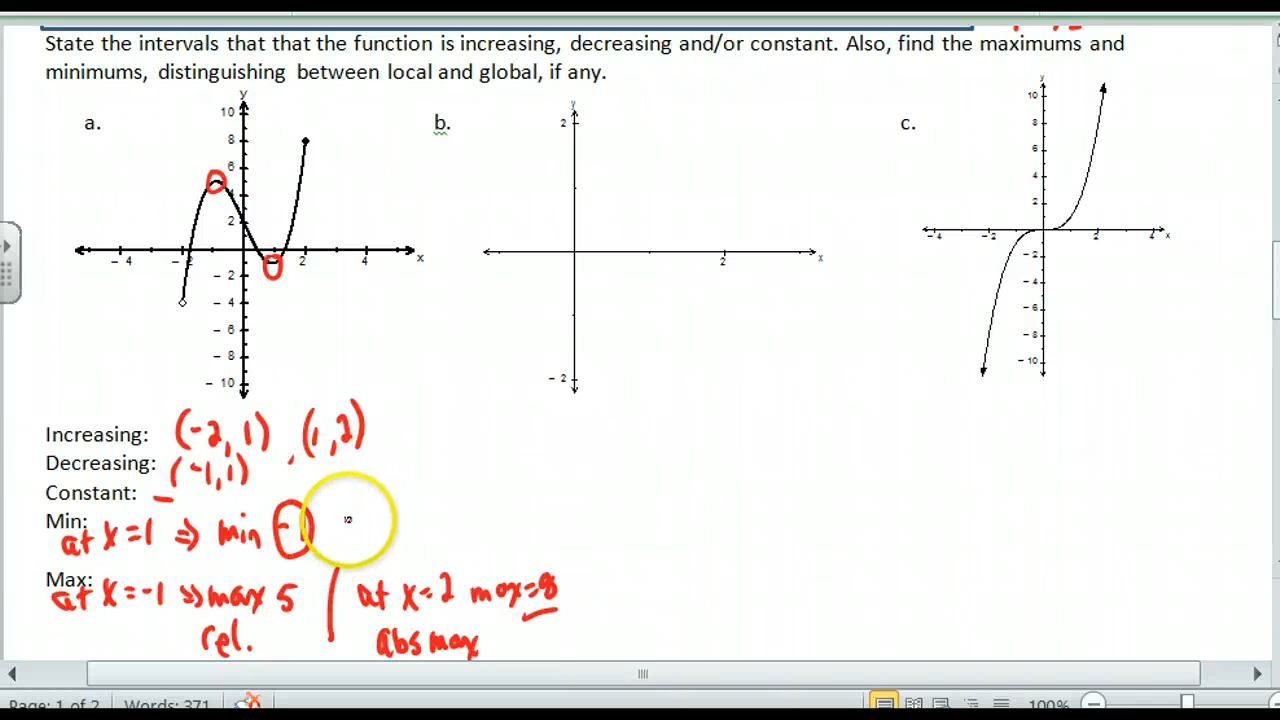 State the intervals that that the function is increasing, decreasing and/or constant. Also, find the maximums and
minimums, distinguishing between local and global, if any.
a.
b.
c.
y
10
8
6
4
2
- 2
- 4
- 6
- 8
- 10
- 4
- 2
2
4
x
y
2
- 2
2
x
y
10
8
6
4
2
- 2
- 4
- 6
- 8
- 10
- 4
- 2
2
4
x
Increasing: (-2, 1) , (1, 2)
Decreasing: (-1, 1)
Constant: –
Min: at x = 1 ⇒ min -1
Max: at x = -1 ⇒ max 5 | at x = 2 max = 8
rel. abs max
Page: 1 of 2 Words: 371 100%